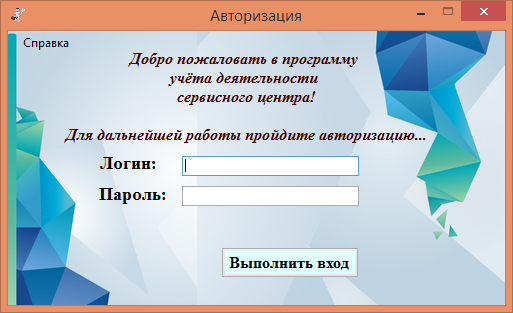 Авторизация
Справка
Добро пожаловать в программу
учёта деятельности
сервисного центра!
Для дальнейшей работы пройдите авторизацию...
Логин:
Пароль:
Выполнить вход